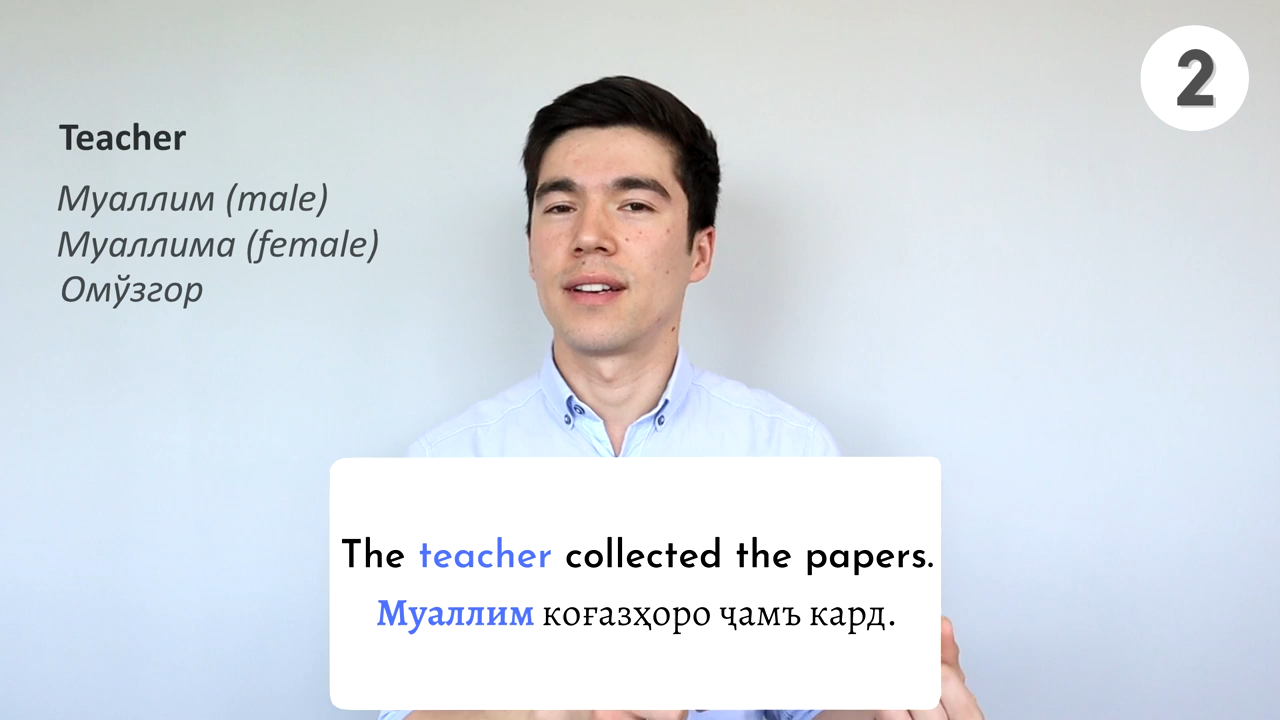 2
Teacher
Муаллим (male)
Муаллима (female)
Омӯзгор
The teacher collected the papers.
Муаллим коғазҳоро ҷамъ кард.